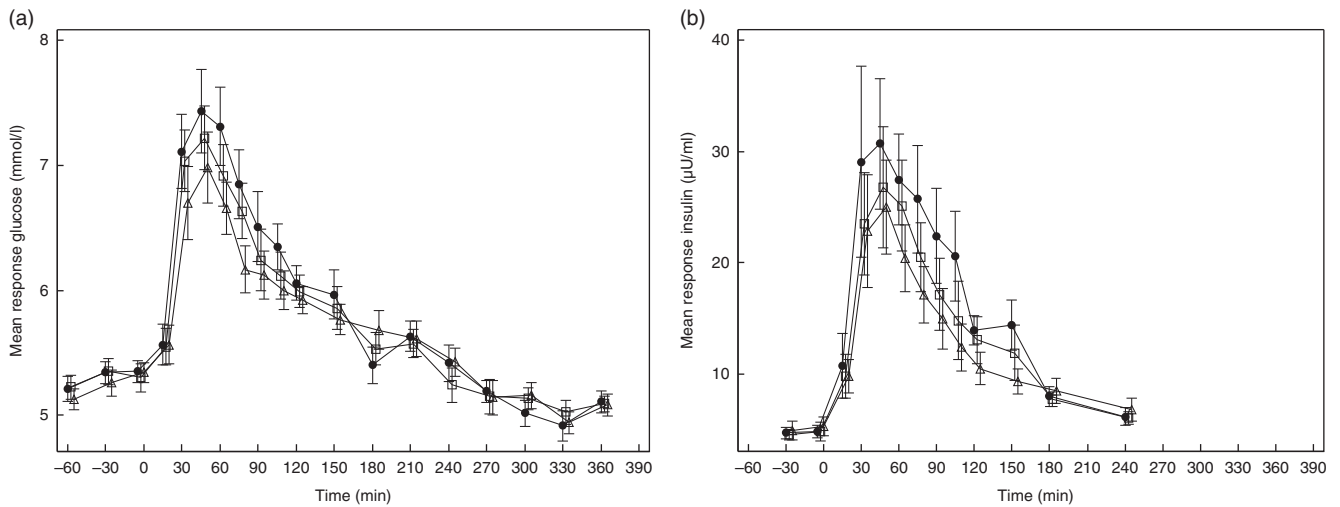 (a)
8
7
6
5
Mean response glucose (mmol/l)
–60 –30 0 30 60 90 120 150 180 210 240 270 300 330 360 390
Time (min)
(b)
40
30
20
10
Mean response insulin (μU/ml)
–60 –30 0 30 60 90 120 150 180 210 240 270 300 330 360 390
Time (min)